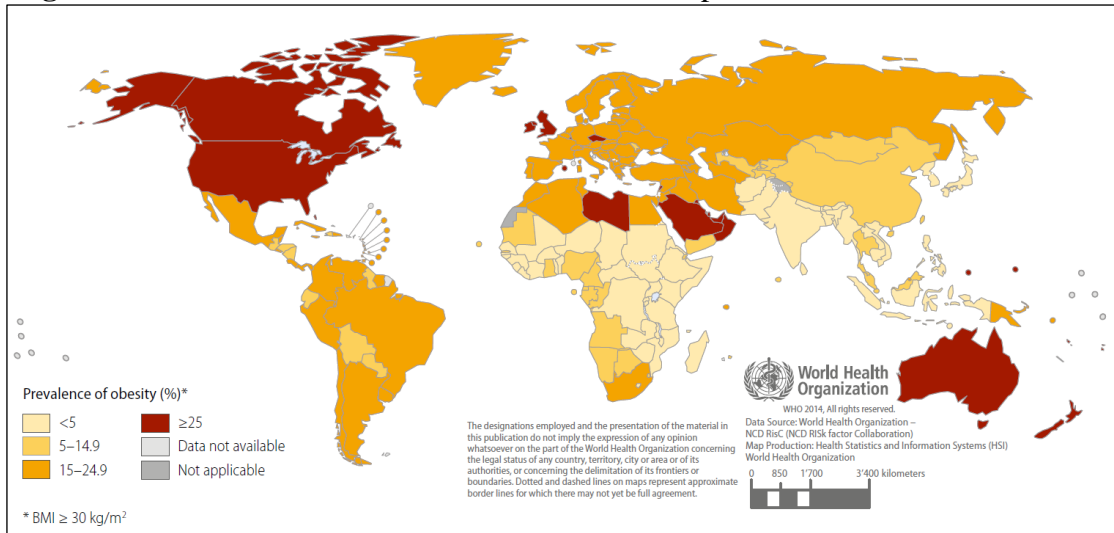 Prevalence of obesity (%)*
<5
5–14.9
15–24.9
≥25
Data not available
Not applicable
* BMI ≥ 30 kg/m²
The designations employed and the presentation of the material in
this publication do not imply the expression of any opinion
whatsoever on the part of the World Health Organization concerning
the legal status of any country, territory, city or area or of its
authorities, or concerning the delimitation of its frontiers or
boundaries. Dotted and dashed lines on maps represent approximate
border lines for which there may not yet be full agreement.
World Health
Organization
WHO 2014, All rights reserved.
Data Source: World Health Organization –
NCD RisC (NCD RISk factor Collaboration)
Map Production: Health Statistics and Information Systems (HSI)
World Health Organization
0 850 1'700 3'400 kilometers